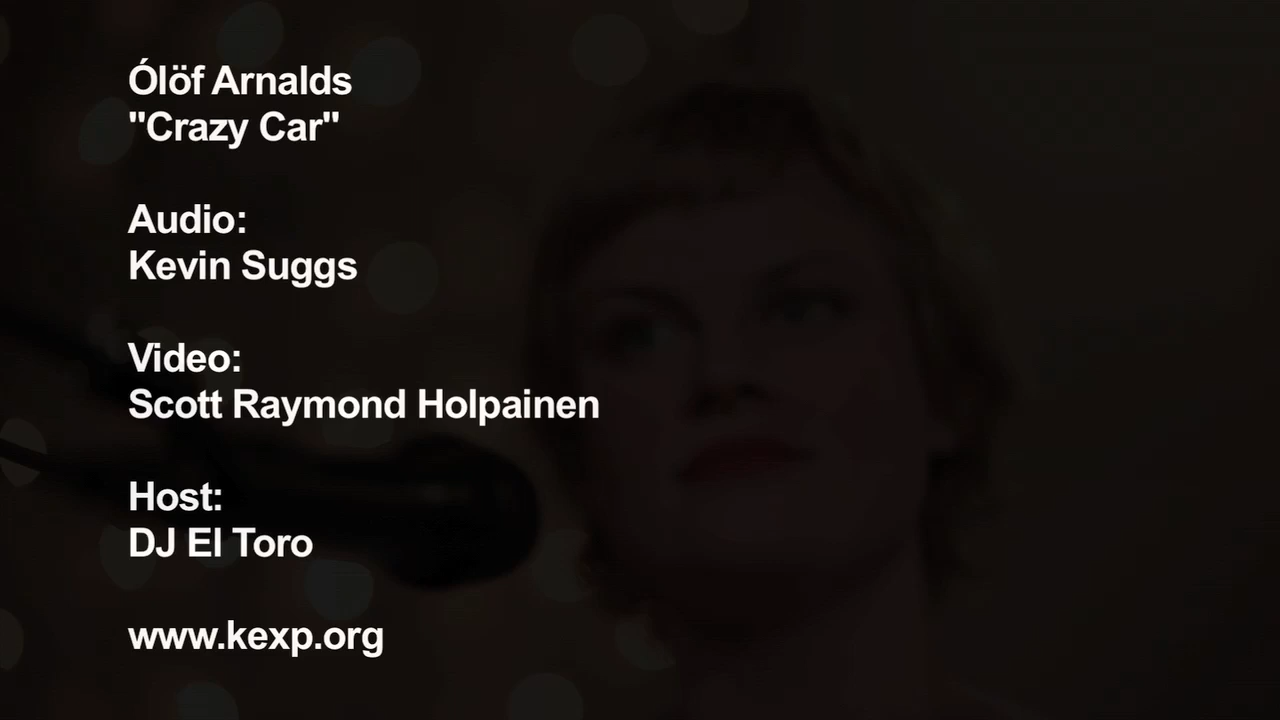 Ólöf Arnalds
"Crazy Car"
Audio:
Kevin Suggs
Video:
Scott Raymond Holpainen
Host:
DJ El Toro
www.kexp.org